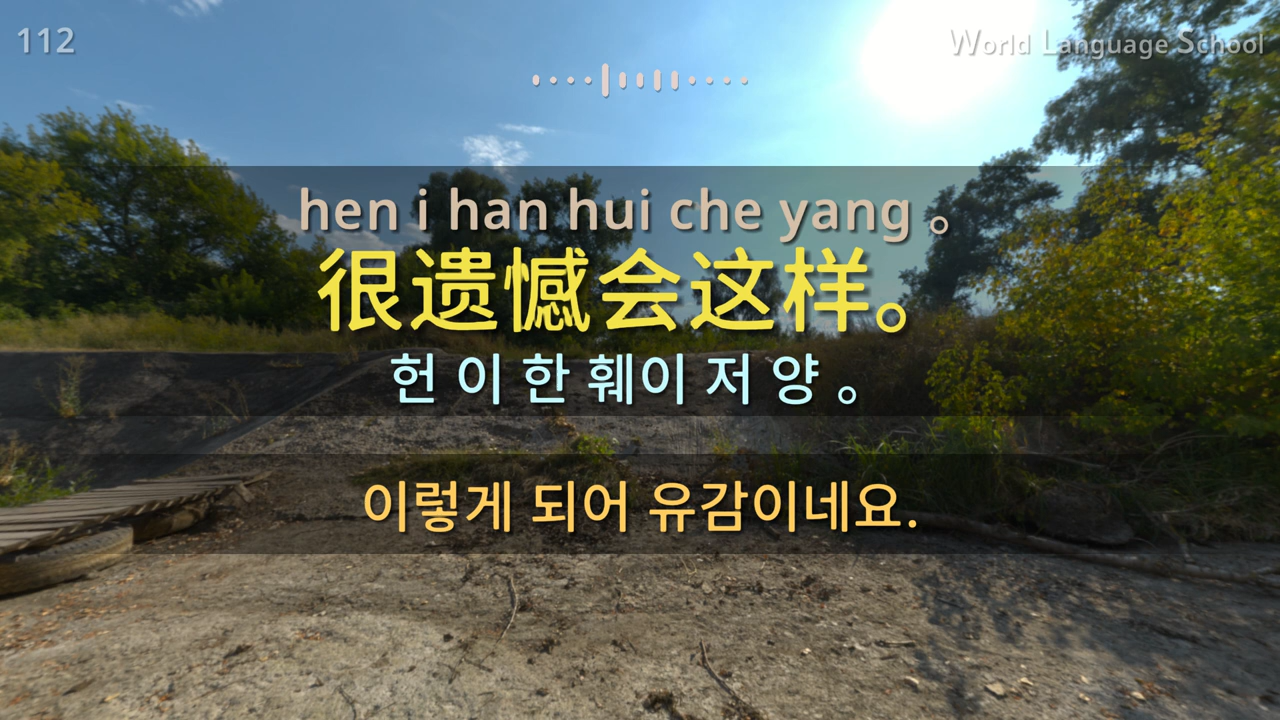 112
World Language School
hen i han hui che yang 。
很遗憾会这样。
헌 이 한 훼이 저 양 。
이렇게 되어 유감이네요.